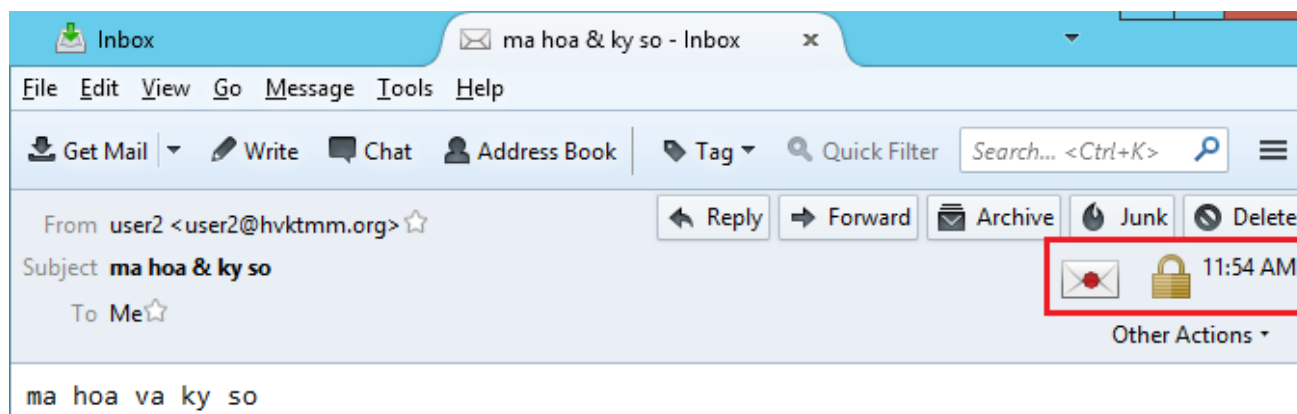 Inbox ma hoa & ky so - Inbox x
File Edit View Go Message Tools Help
Get Mail Write Chat Address Book Tag Quick Filter Search... <Ctrl+K>
From user2 <user2@hvktmm.org> Reply Forward Archive Junk Delete
Subject ma hoa & ky so 11:54 AM
To Me
Other Actions
ma hoa va ky so